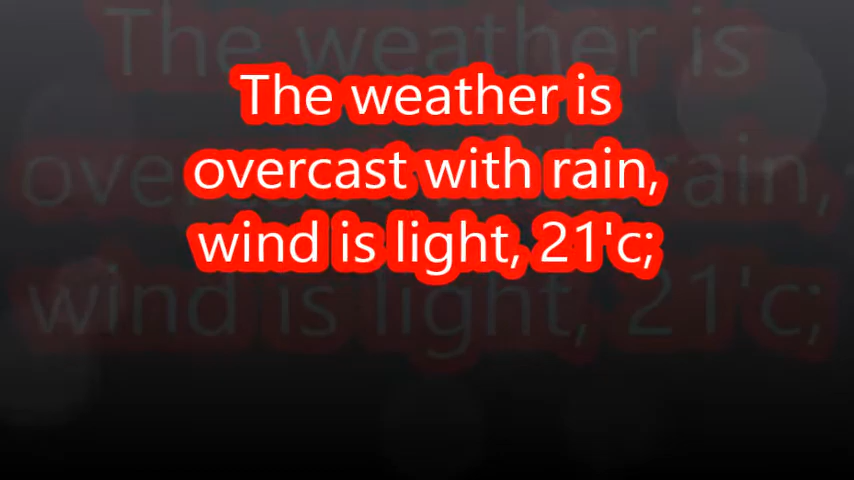 The weather is
overcast with rain,
wind is light, 21'c;